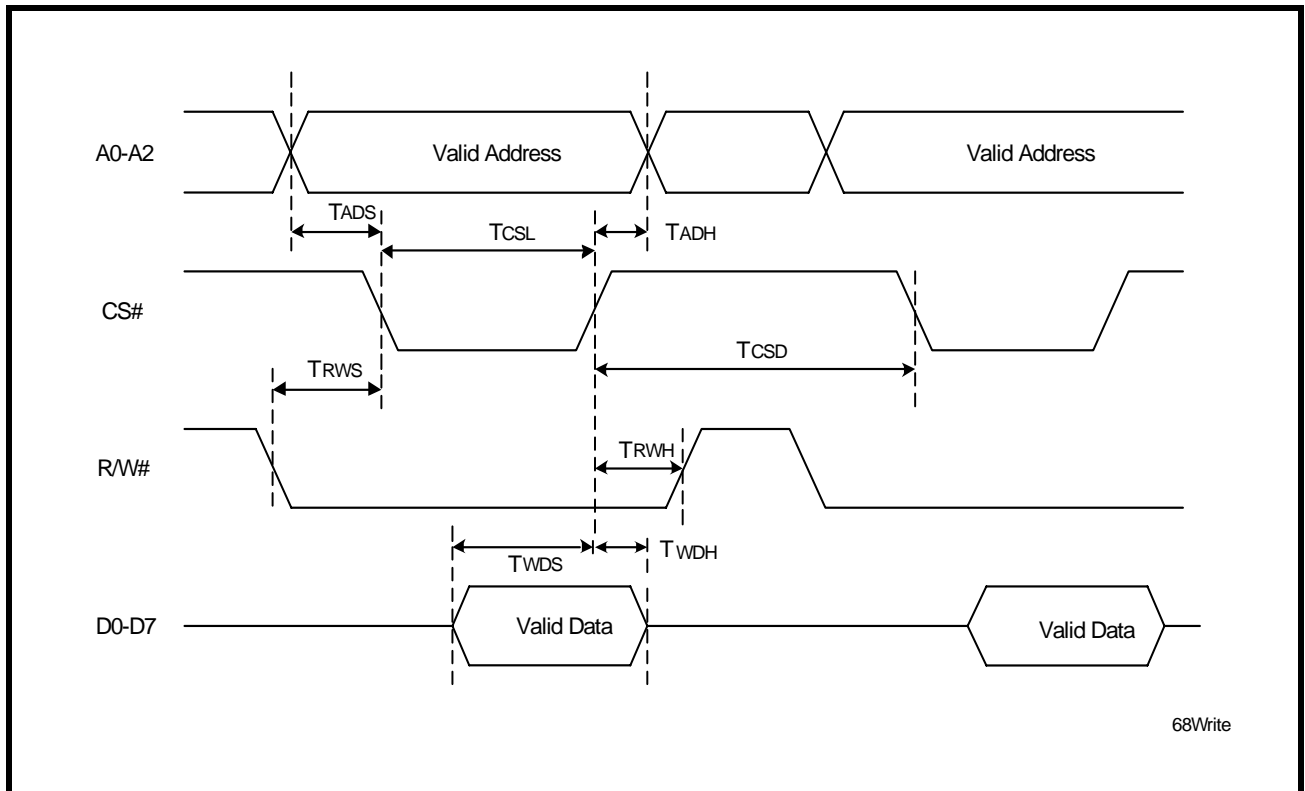 A0-A2
Valid Address
Valid Address
TADS
TCSL
TADH
CS#
TCSD
TRWS
TRWH
R/W#
TWDS
TWDH
D0-D7
Valid Data
Valid Data
68Write